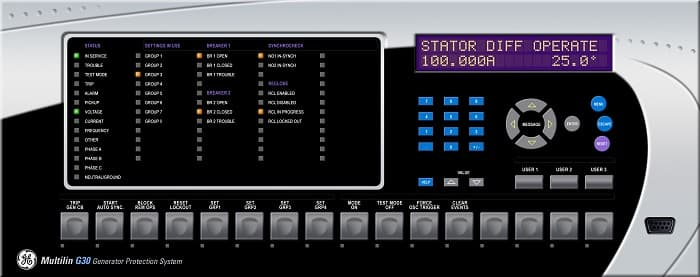 STATOR DIFF OPERATE
100.000A 25.0°
STATUS
IN SERVICE
TROUBLE
TEST MODE
TRIP
ALARM
PICKUP
VOLTAGE
CURRENT
FREQUENCY
OTHER
PHASE A
PHASE B
PHASE C
NEUTRAL/GROUND
SETTINGS IN USE
GROUP 1
GROUP 2
GROUP 3
GROUP 4
GROUP 5
GROUP 6
GROUP 7
GROUP 8
BREAKER 1
BR 1 OPEN
BR 1 CLOSED
BR 1 TROUBLE
BREAKER 2
BR 2 OPEN
BR 2 CLOSED
BR 2 TROUBLE
SYNCHROCHECK
NO1 IN-SYNCH
NO2 IN-SYNCH
RECLOSE
RCL ENABLED
RCL DISABLED
RCL IN PROGRESS
RCL LOCKED OUT
7 8 9
4 5 6
1 2 3
. 0 +/-
MESSAGE
ENTER
MENU
ESCAPE
RESET
HELP
VALUE
USER 1
USER 2
USER 3
TRIP
GEN CB
START
AUTO SYNC.
BLOCK
REM OPS
RESET
LOCKOUT
SET
GRP1
SET
GRP2
SET
GRP3
SET
GRP4
MODE
ON
TEST MODE
OFF
FORCE
OSC TRIGGER
CLEAR
EVENTS
GE
Multilin G30 Generator Protection System